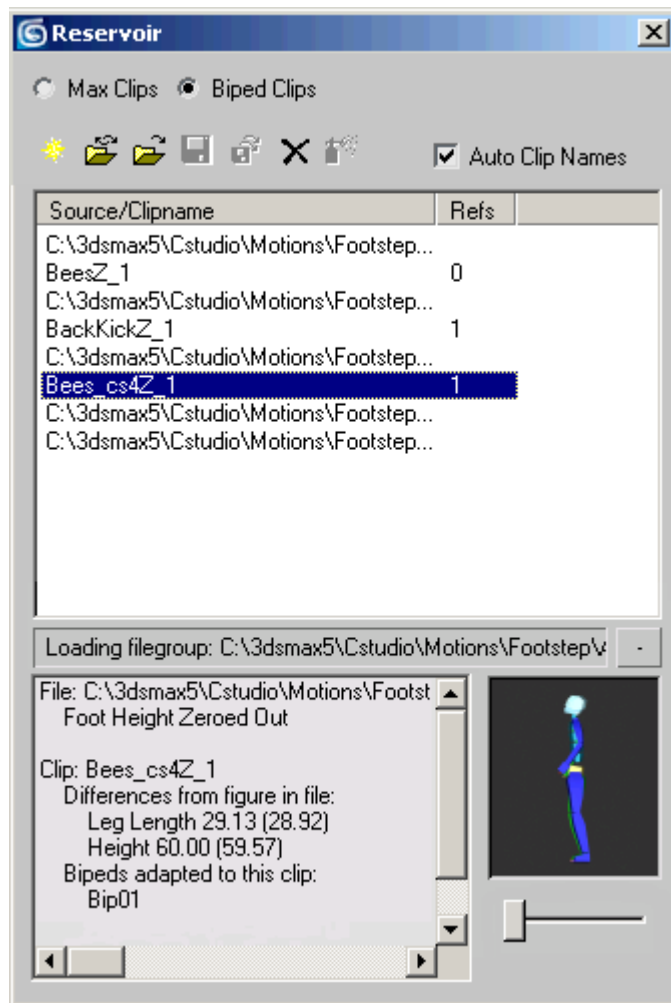 Reservoir
Max Clips Biped Clips
Auto Clip Names
Source/Clipname Refs
C:\3dsmax5\Cstudio\Motions\Footstep...
BeesZ_1 0
C:\3dsmax5\Cstudio\Motions\Footstep...
BackKickZ_1 1
C:\3dsmax5\Cstudio\Motions\Footstep...
Bees_cs4Z_1 1
C:\3dsmax5\Cstudio\Motions\Footstep...
C:\3dsmax5\Cstudio\Motions\Footstep...
Loading filegroup: C:\3dsmax5\Cstudio\Motions\Footstep\ -
File: C:\3dsmax5\Cstudio\Motions\Footst
Foot Height Zeroed Out
Clip: Bees_cs4Z_1
Differences from figure in file:
Leg Length 29.13 (28.92)
Height 60.00 (59.57)
Bipeds adapted to this clip:
Bip01